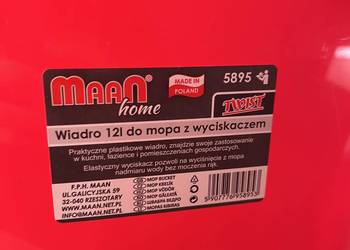 MAAN
home
MADE IN
POLAND
5895
TWIST
Wiadro 12l do mopa z wyciskaczem
Praktyczne plastikowe wiadro, znajdzie swoje zastosowanie
w kuchni, łazience i pomieszczeniach gospodarczych.
Elastyczny wyciskacz pozwoli na wyciśnięcie z mopa
nadmiaru wody bez moczenia rąk.
F.P.H. MAAN
UL.GALICYJSKA 59
32-040 RZESZOTARY
WWW.MAAN.NET.PL
INFO@MAAN.NET.PL
MOP BUCKET
5907776958953